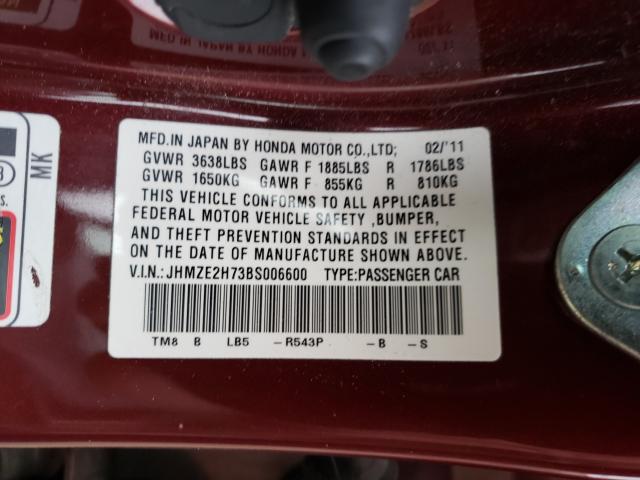 MFD.IN JAPAN BY HONDA MOTOR CO.,LTD; 02/'11
GVWR 3638LBS GAWR F 1885LBS R 1786LBS
GVWR 1650KG GAWR F 855KG R 810KG
THIS VEHICLE CONFORMS TO ALL APPLICABLE
FEDERAL MOTOR VEHICLE SAFETY ,BUMPER,
AND THEFT PREVENTION STANDARDS IN EFFECT
ON THE DATE OF MANUFACTURE SHOWN ABOVE.
V.I.N.: JHMZE2H73BS006600 TYPE:PASSENGER CAR
TM8 B LB5 -R543P -B -S
MK